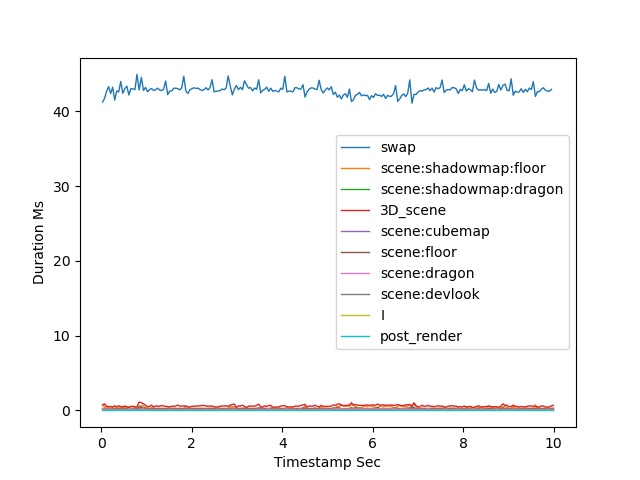 40
30
20
10
0
Duration Ms
swap
scene:shadowmap:floor
scene:shadowmap:dragon
3D_scene
scene:cubemap
scene:floor
scene:dragon
scene:devlook
I
post_render
0 2 4 6 8 10
Timestamp Sec